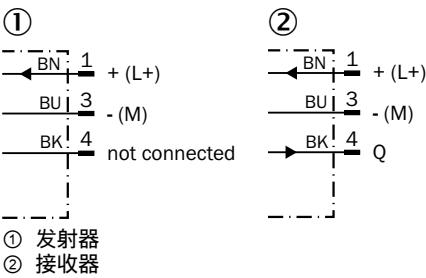 ① ②
BN 1 + (L+) BN 1 + (L+)
BU 3 - (M) BU 3 - (M)
BK 4 not connected BK 4 Q
① 发射器
② 接收器